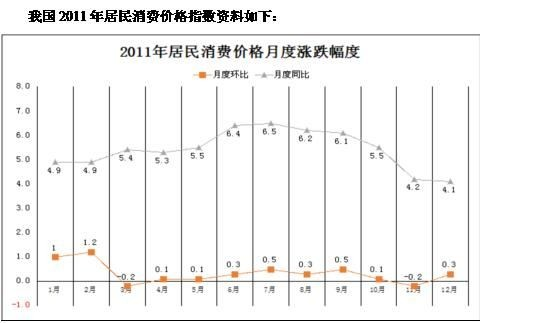 我国2011年居民消费价格指数资料如下：
2011年居民消费价格月度涨跌幅度
月度环比 月度同比
8.0
7.0
6.0
5.0
4.0
3.0
2.0
1.0
0.0
-1.0
4.9 4.9 5.4 5.3 5.5 6.4 6.5 6.2 6.1 5.5 4.2 4.1
1 1.2 -0.2 0.1 0.1 0.3 0.5 0.3 0.5 0.1 -0.2 0.3
1月 2月 3月 4月 5月 6月 7月 8月 9月 10月 11月 12月